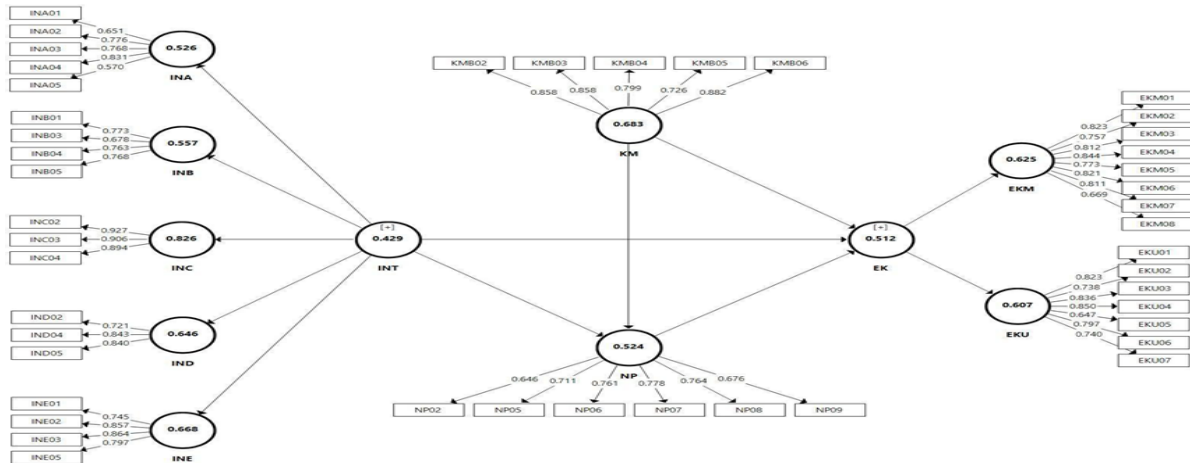 INA01
INA02
INA03
INA04
INA05
0.651
0.776
0.768
0.831
0.570
0.526
INA
INB01
INB03
INB04
INB05
0.773
0.678
0.763
0.768
0.557
INB
INC02
INC03
INC04
0.927
0.906
0.894
0.826
INC
IND02
IND04
IND05
0.721
0.843
0.840
0.646
IND
INE01
INE02
INE03
INE05
0.745
0.857
0.864
0.797
0.668
INE
[+]
0.429
INT
KMB02
KMB03
KMB04
KMB05
KMB06
0.858
0.858
0.799
0.726
0.882
0.683
KM
0.524
NP
0.646
0.711
0.761
0.778
0.764
0.676
NP02
NP05
NP06
NP07
NP08
NP09
[+]
0.512
EK
0.625
EKM
0.823
0.757
0.812
0.844
0.773
0.821
0.811
0.669
EKM01
EKM02
EKM03
EKM04
EKM05
EKM06
EKM07
EKM08
0.607
EKU
0.823
0.738
0.836
0.850
0.647
0.797
0.740
EKU01
EKU02
EKU03
EKU04
EKU05
EKU06
EKU07